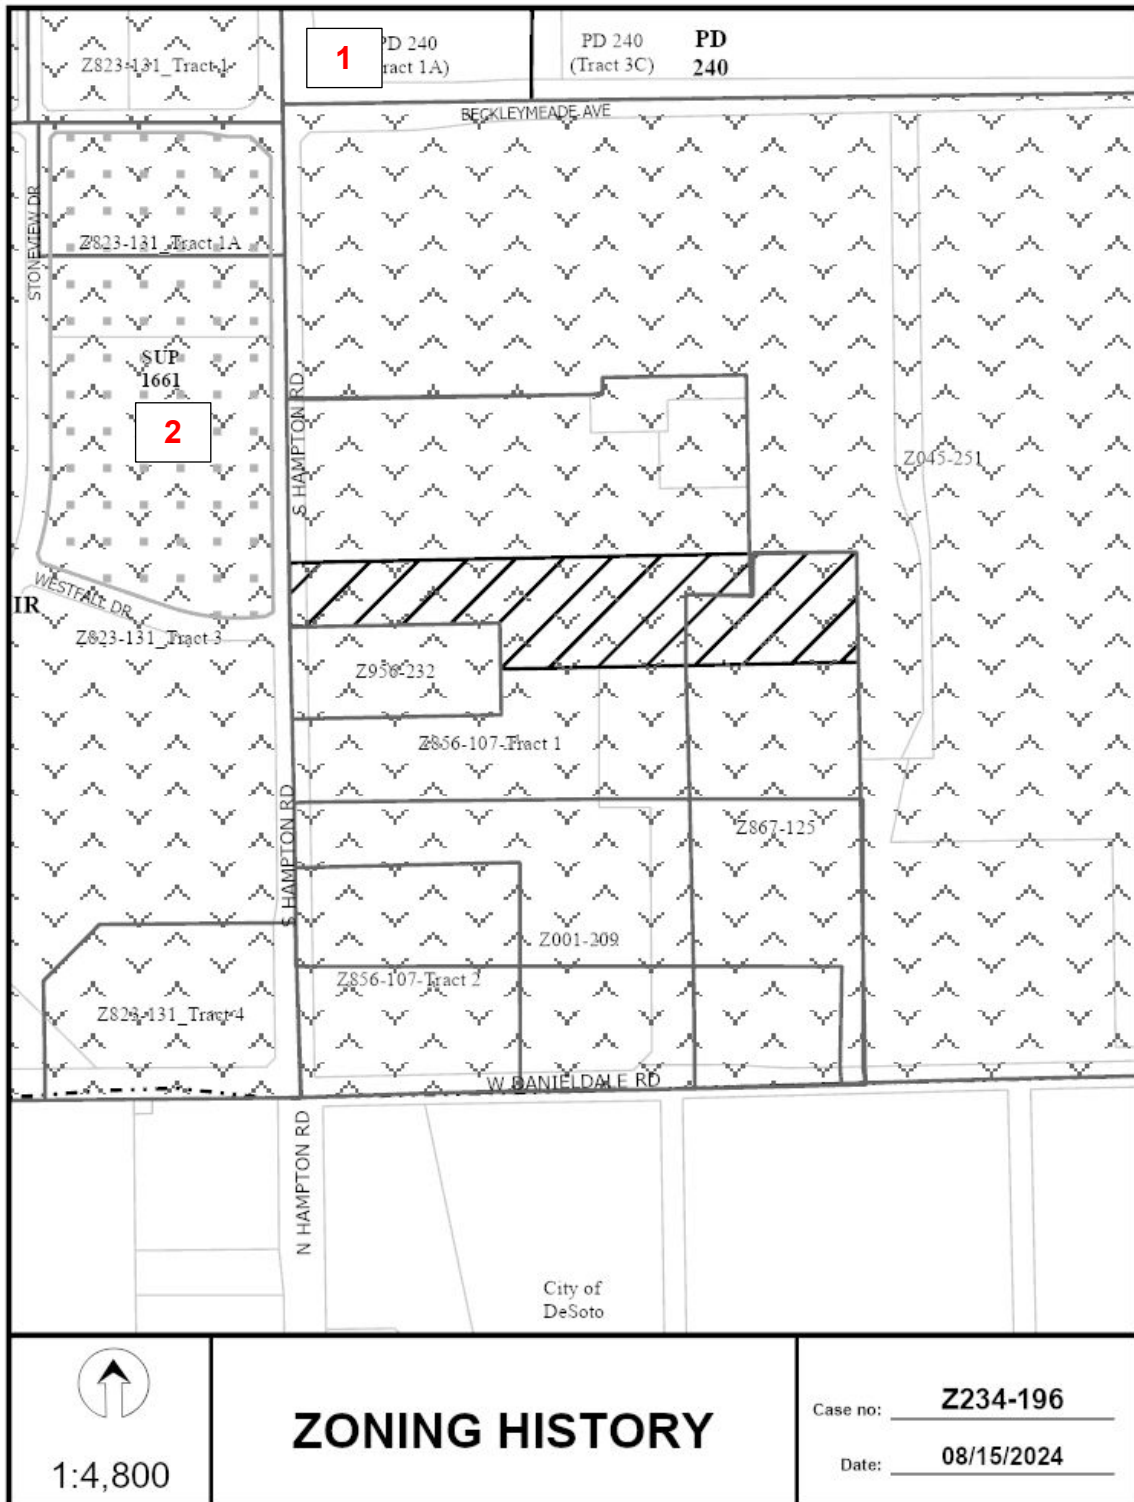 1
PD 240
ract 1A)
PD 240
(Tract 3C)
PD
240
Z823-131_Tract 1
BECKLEYMEADE AVE
STONEVIEW DR
Z823-131_Tract 1A
SUP
1661
2
S HAMPTON RD
Z045-251
WESTFALL DR
IR
Z823-131_Tract 3
Z956-232
Z856-107-Tract 1
S HAMPTON RD
Z867-125
Z001-209
Z856-107-Tract 2
Z823-131_Tract 4
W DANIELDALE RD
N HAMPTON RD
City of
DeSoto
1:4,800
ZONING HISTORY
Case no: Z234-196
Date: 08/15/2024